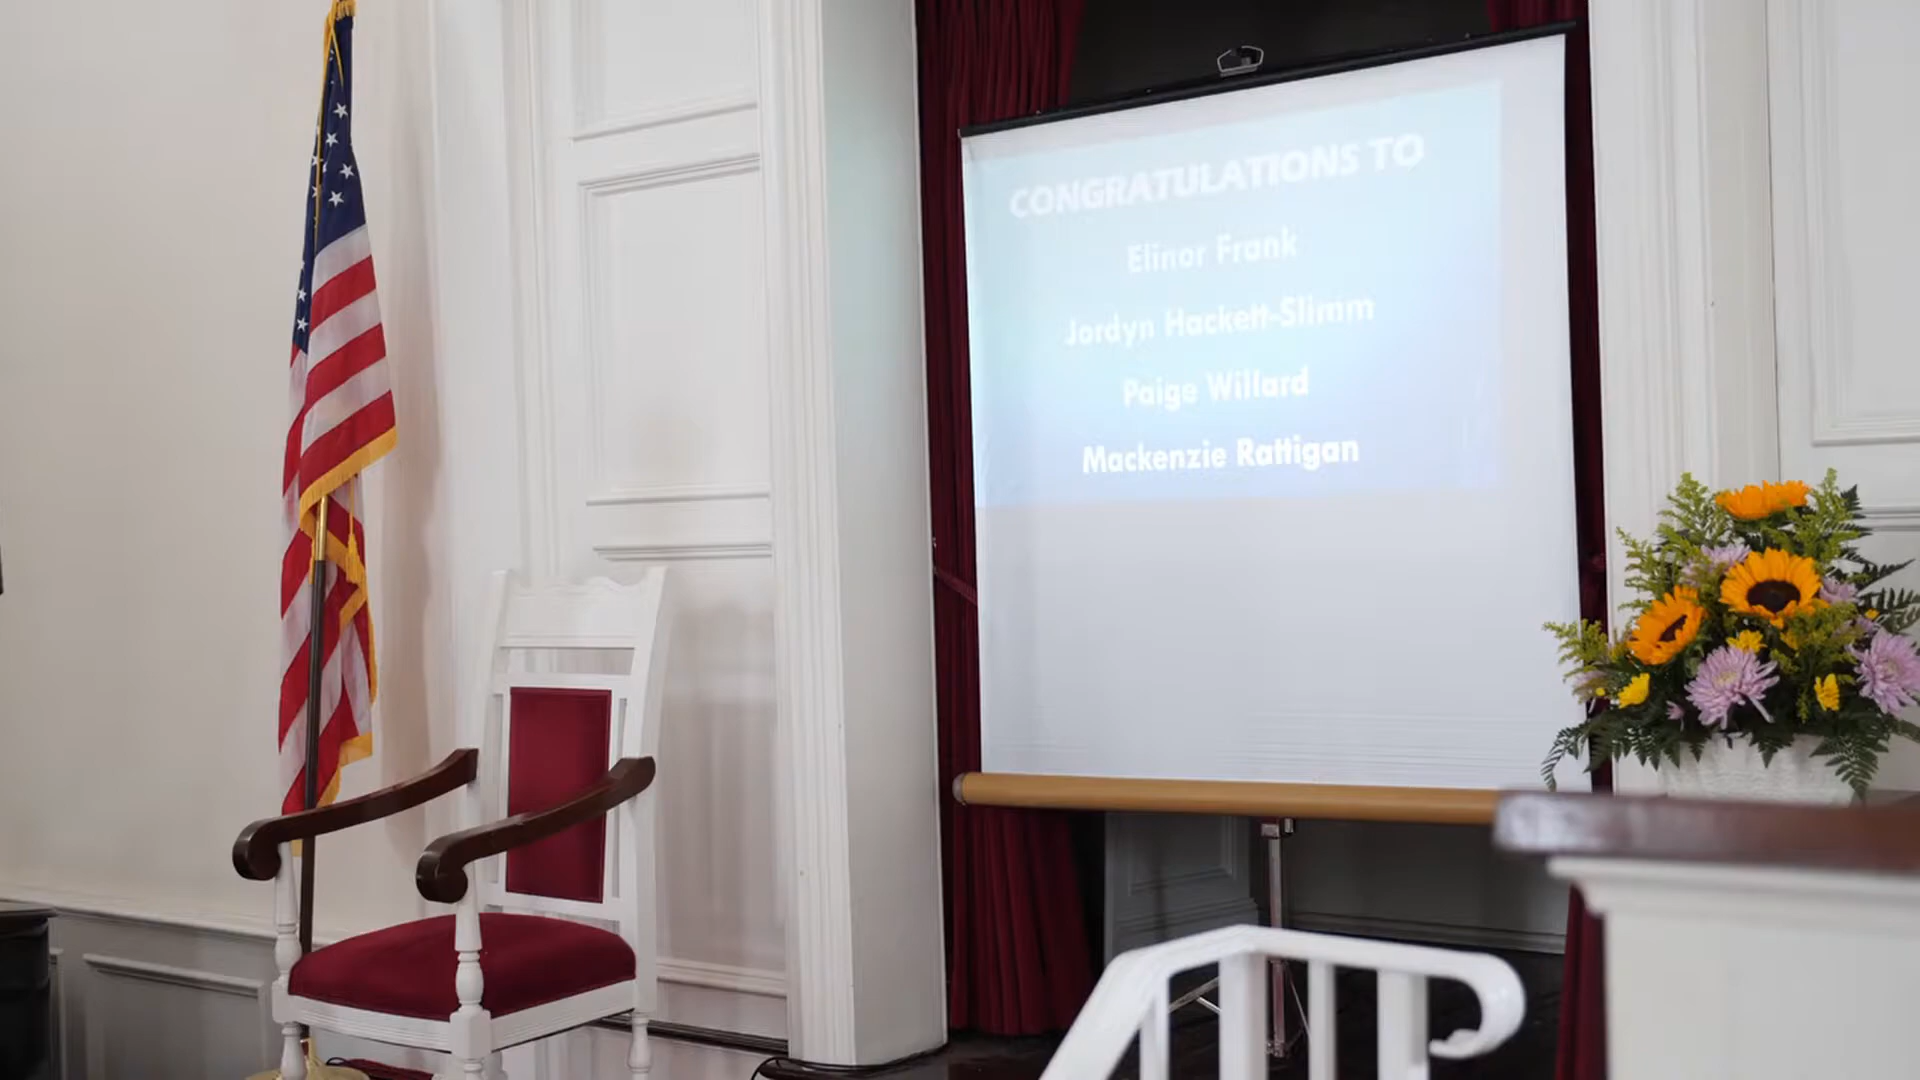 CONGRATULATIONS TO
Elinor Frank
Jordyn Hackett-Slimm
Paige Willard
Mackenzie Rattigan